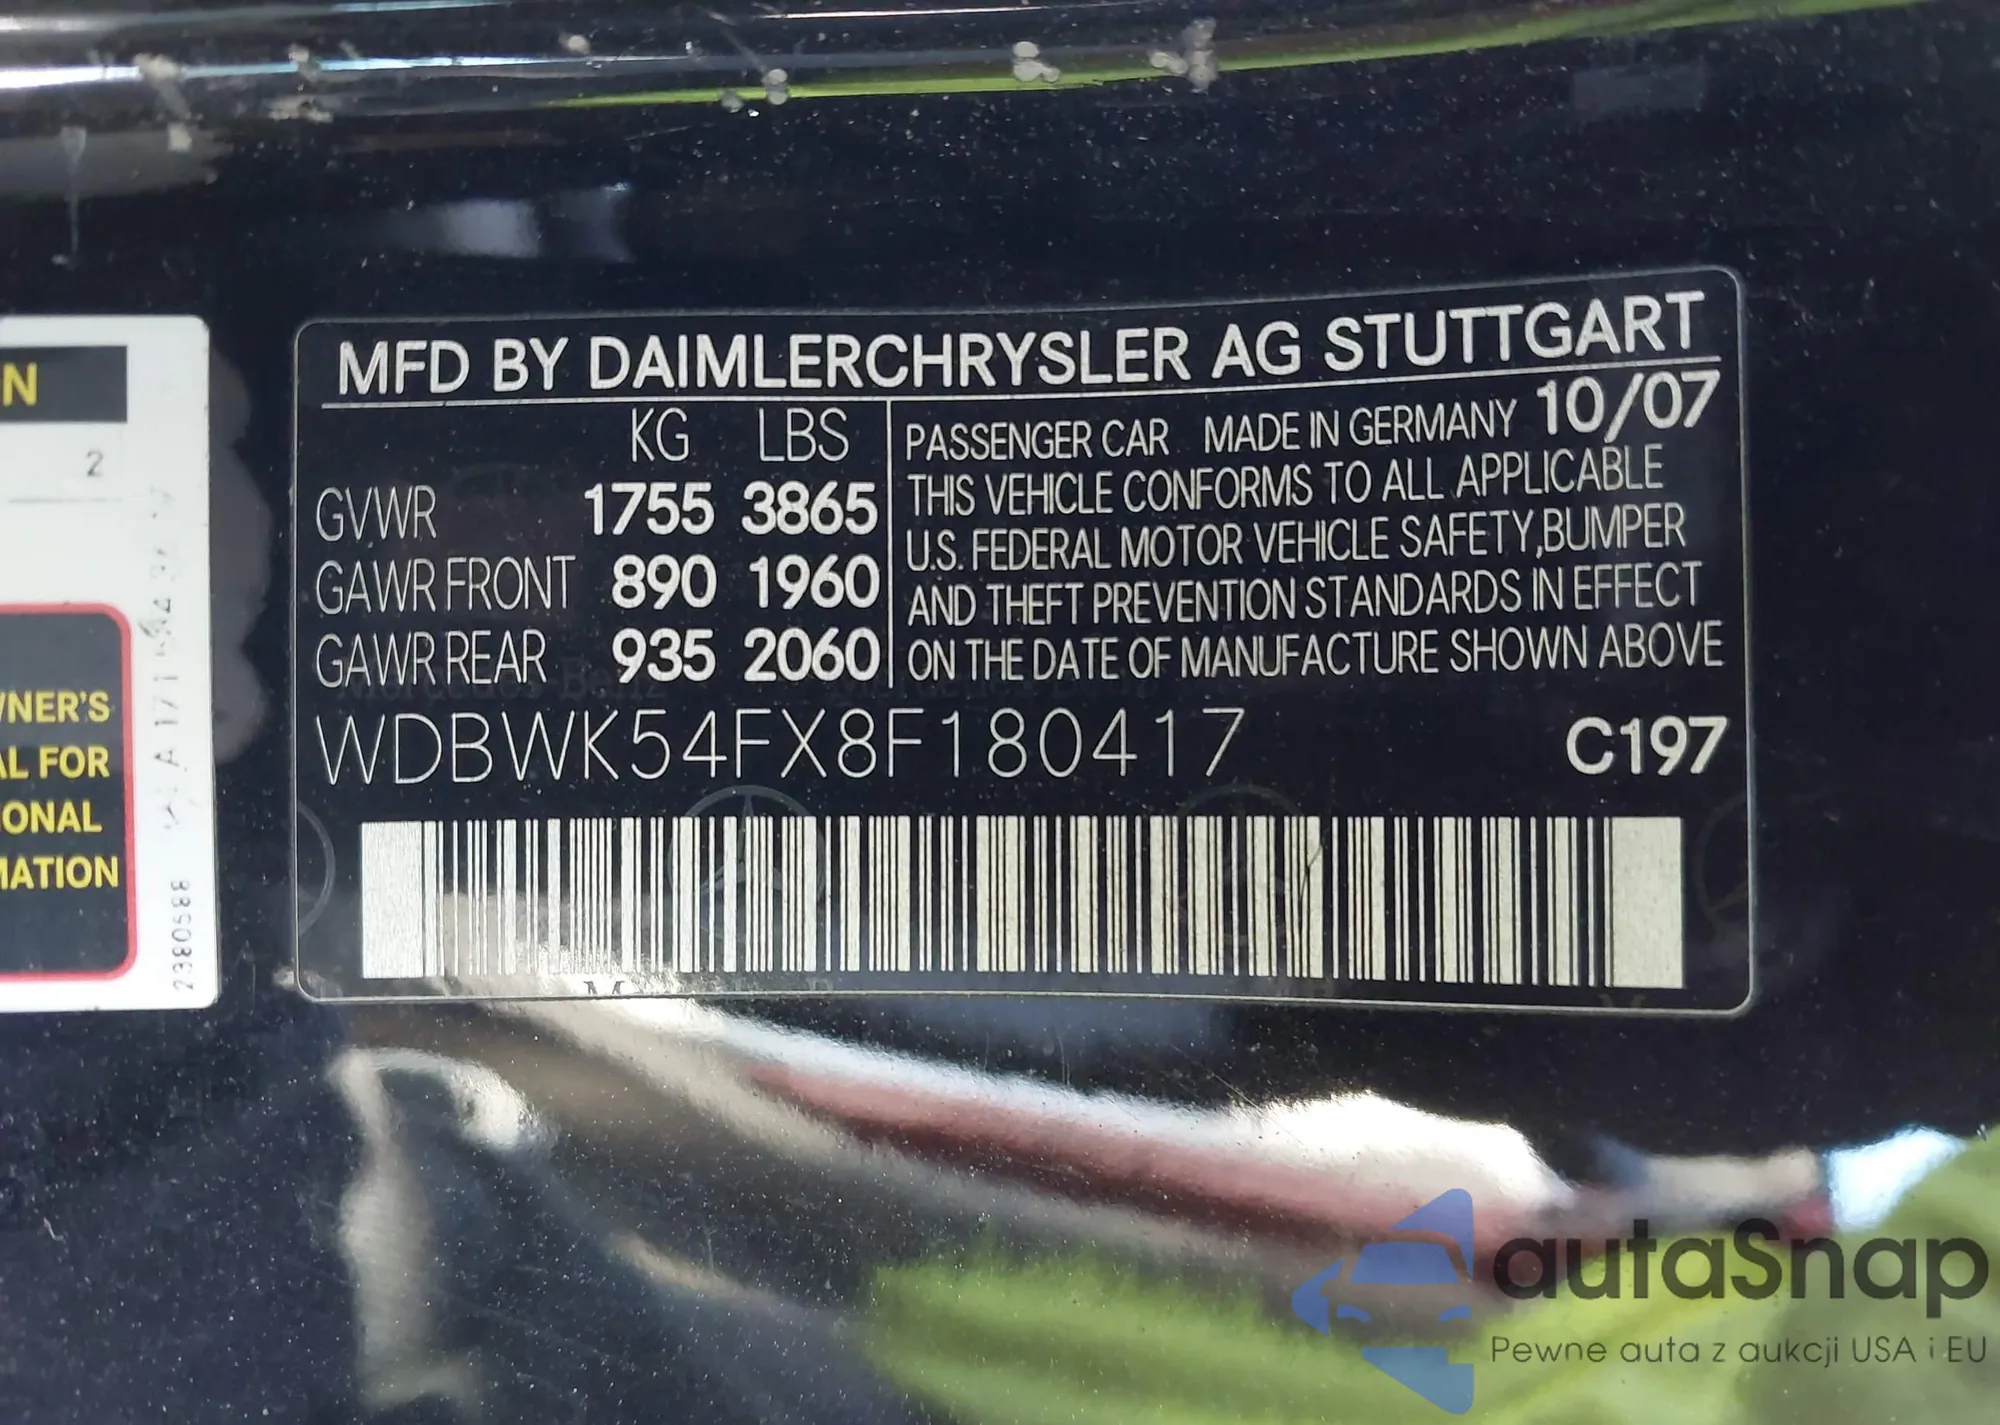 MFD BY DAIMLERCHRYSLER AG STUTTGART
KG LBS
GVWR 1755 3865
GAWR FRONT 890 1960
GAWR REAR 935 2060
PASSENGER CAR MADE IN GERMANY 10/07
THIS VEHICLE CONFORMS TO ALL APPLICABLE
U.S. FEDERAL MOTOR VEHICLE SAFETY, BUMPER
AND THEFT PREVENTION STANDARDS IN EFFECT
ON THE DATE OF MANUFACTURE SHOWN ABOVE
WDBWK54FX8F180417 C197
N
2
NER'S
AL FOR
ONAL
MATION
2380588
autaSnap
Pewne auta z aukcji USA i EU